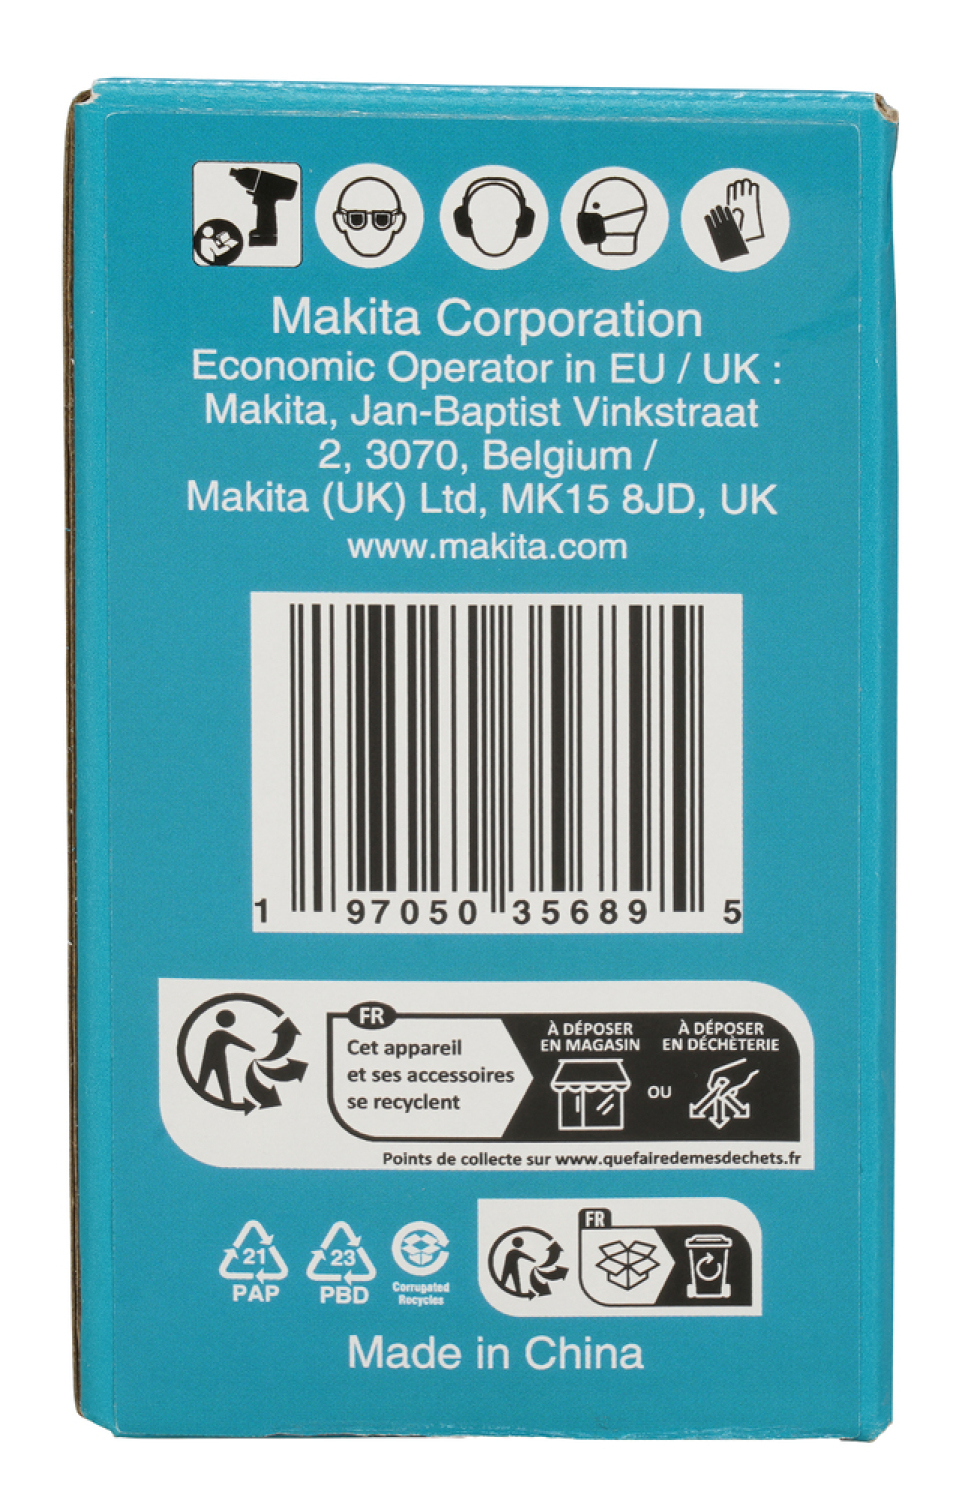 Makita Corporation
Economic Operator in EU / UK :
Makita, Jan-Baptist Vinkstraat
2, 3070, Belgium /
Makita (UK) Ltd, MK15 8JD, UK
www.makita.com
1 97050 35689 5
FR
Cet appareil
et ses accessoires
se recyclent
À DÉPOSER
EN MAGASIN
OU
À DÉPOSER
EN DÉCHÈTERIE
Points de collecte sur www.quefairedemesdechets.fr
21
PAP
23
PBD
Corrugated
Recycles
FR
Made in China